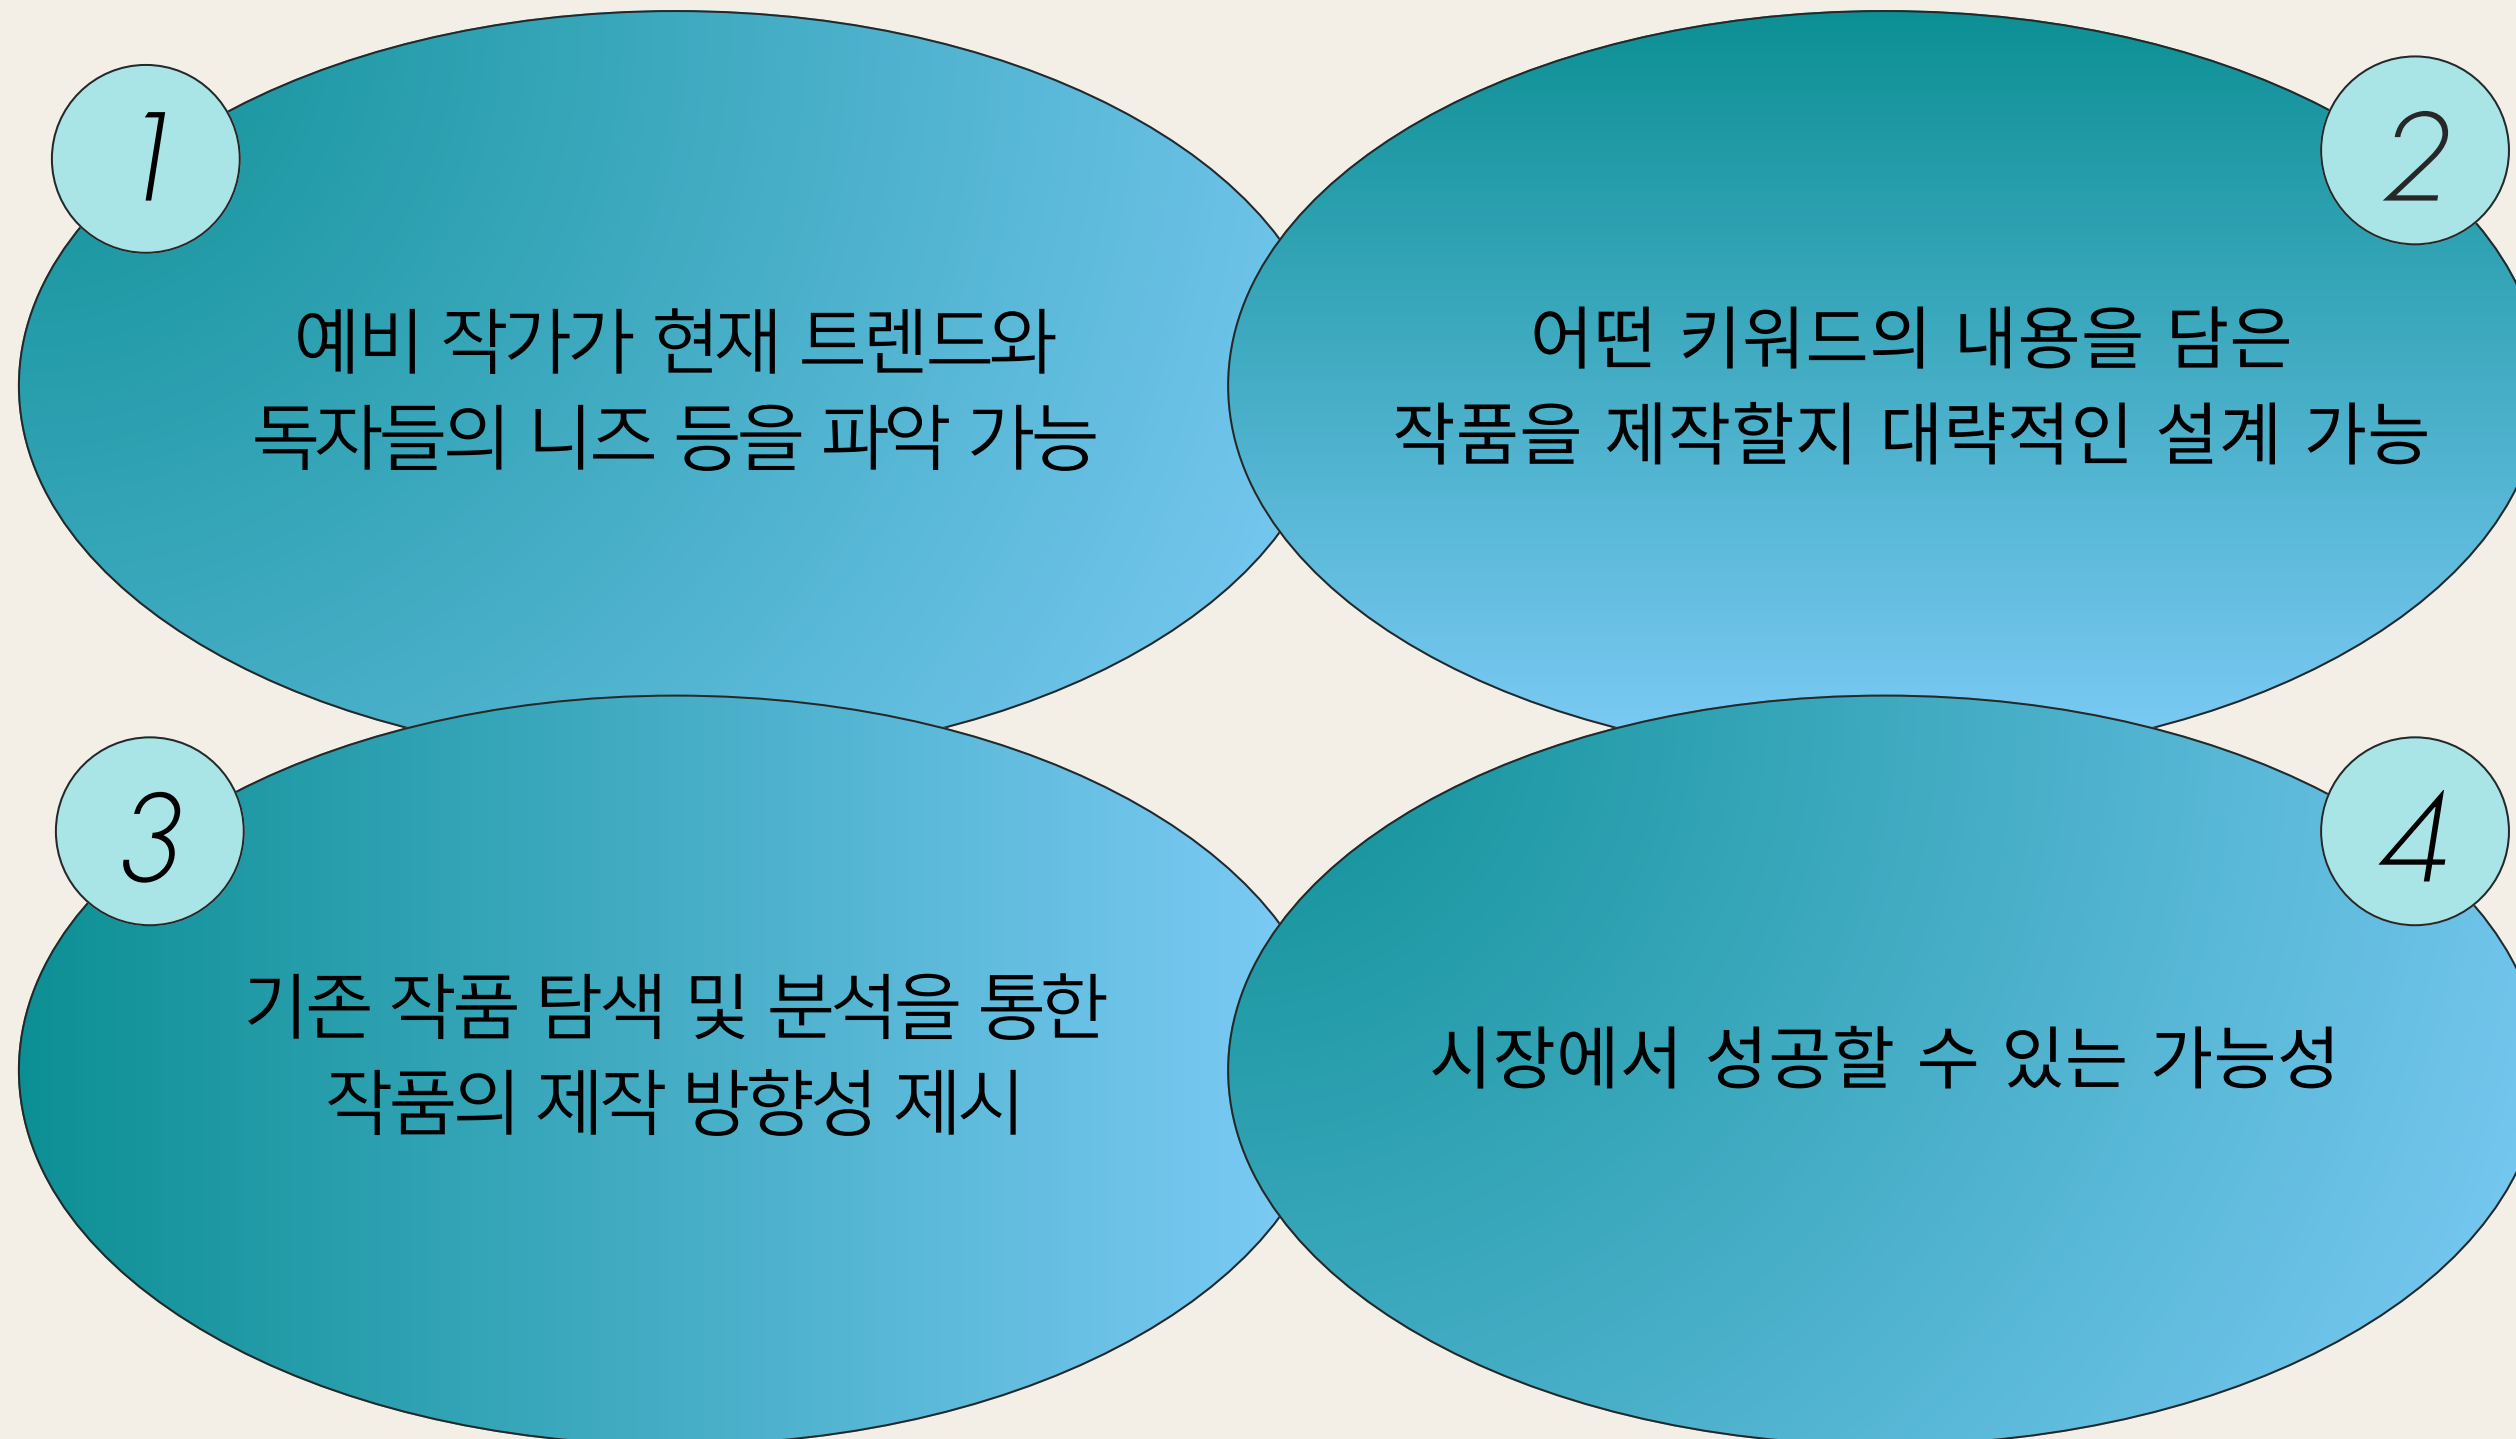 1
예비 작가가 현재 트렌드와
독자들의 니즈 등을 파악 가능
2
어떤 키워드의 내용을 담은
작품을 제작할지 대략적인 설계 가능
3
기존 작품 탐색 및 분석을 통한
작품의 제작 방향성 제시
4
시장에서 성공할 수 있는 가능성